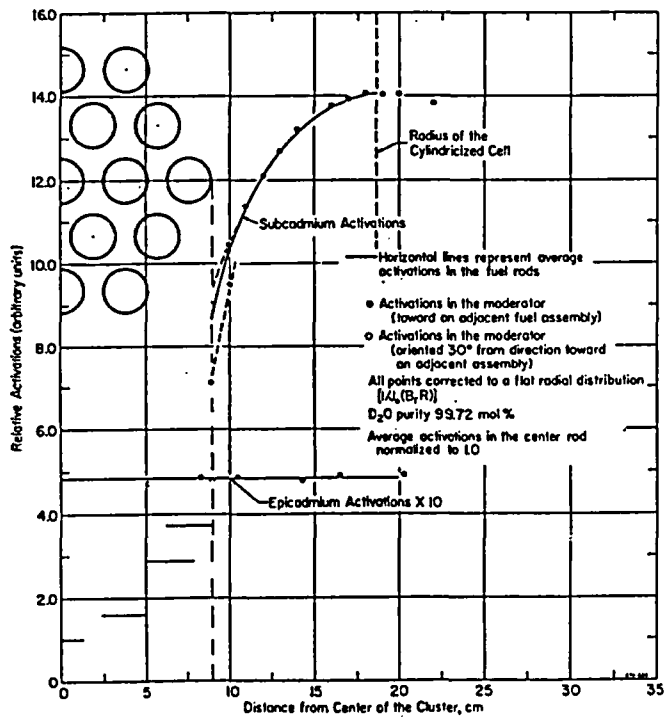 16.0
14.0
12.0
10.0
8.0
6.0
4.0
2.0
0
Relative Activations (arbitrary units)
Radius of the
Cylindricized Cell
Subcadmium Activations
Horizontal lines represent average
activations in the fuel rods
Activations in the moderator
(toward an adjacent fuel assembly)
Activations in the moderator
(oriented 30° from direction toward
an adjacent assembly)
All points corrected to a flat radial distribution
D₂O purity 99.72 mol %
Average activations in the center rod
normalized to 1.0
Epicadmium Activations X 10
0 5 10 15 20 25 30 35
Distance from Center of the Cluster, cm